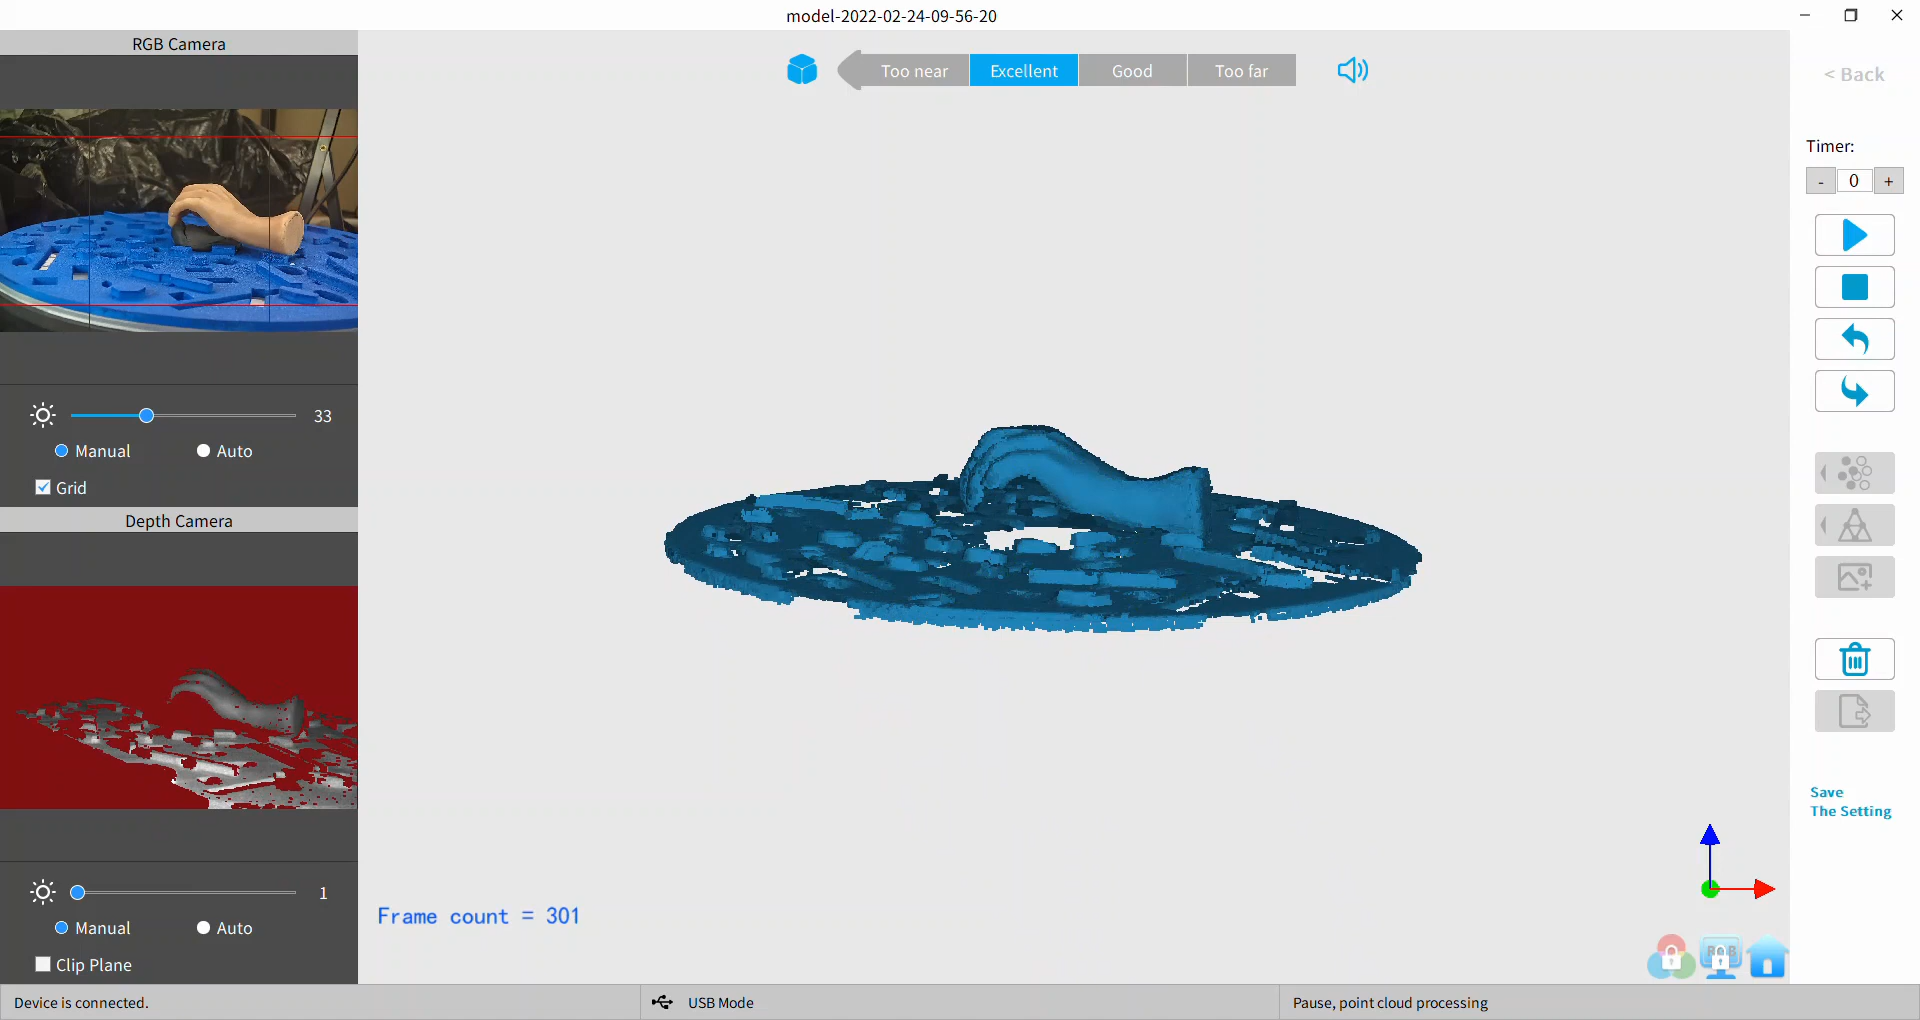 model-2022-02-24-09-56-20
RGB Camera
Too near
Excellent
Good
Too far
< Back
Timer:
- 0 +
33
Manual
Auto
Grid
Depth Camera
Save
The Setting
1
Manual
Auto
Clip Plane
Frame count = 301
RGB
Device is connected.
USB Mode
Pause, point cloud processing